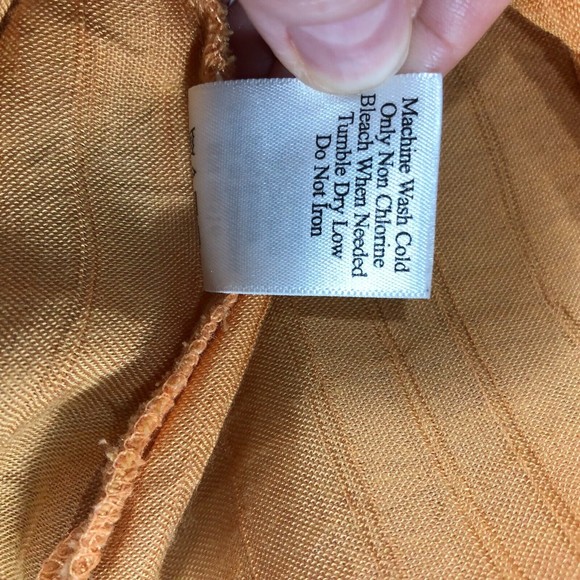 Machine Wash Cold
Only Non Chlorine
Bleach When Needed
Tumble Dry Low
Do Not Iron